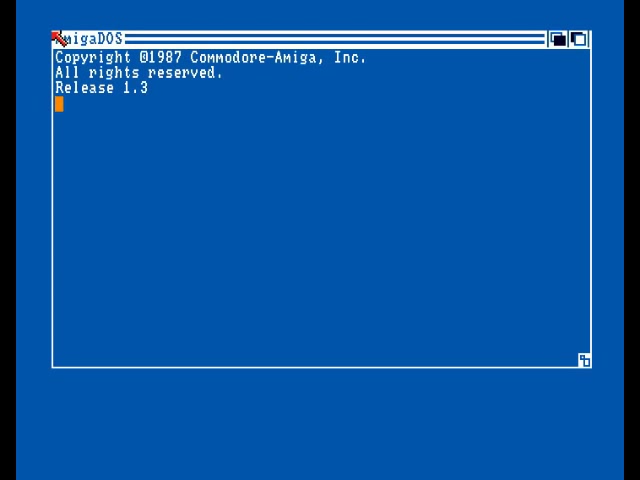 AmigaDOS
Copyright ©1987 Commodore-Amiga, Inc.
All rights reserved.
Release 1.3